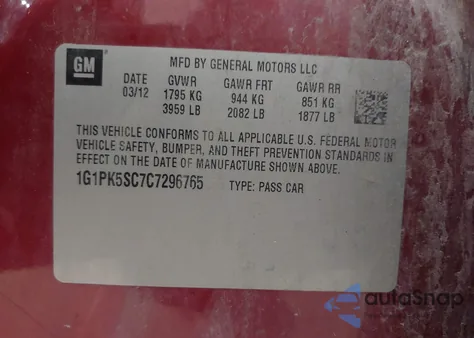 GM
MFD BY GENERAL MOTORS LLC
DATE GVWR GAWR FRT GAWR RR
03/12 1795 KG 944 KG 851 KG
3959 LB 2082 LB 1877 LB
THIS VEHICLE CONFORMS TO ALL APPLICABLE U.S. FEDERAL MOTOR
VEHICLE SAFETY, BUMPER, AND THEFT PREVENTION STANDARDS IN
EFFECT ON THE DATE OF MANUFACTURE SHOWN ABOVE.
1G1PK5SC7C7296765 TYPE: PASS CAR
autoSnap